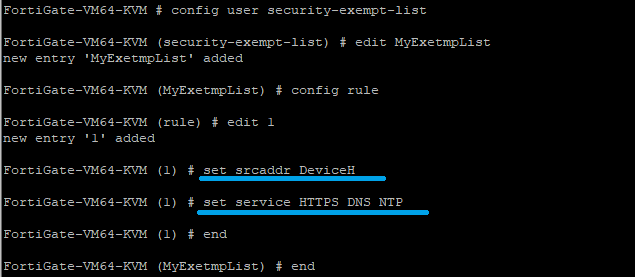 FortiGate-VM64-KVM # config user security-exempt-list
FortiGate-VM64-KVM (security-exempt-list) # edit MyExetmpList
new entry 'MyExetmpList' added
FortiGate-VM64-KVM (MyExetmpList) # config rule
FortiGate-VM64-KVM (rule) # edit 1
new entry '1' added
FortiGate-VM64-KVM (1) # set srcaddr DeviceH
FortiGate-VM64-KVM (1) # set service HTTPS DNS NTP
FortiGate-VM64-KVM (1) # end
FortiGate-VM64-KVM (MyExetmpList) # end